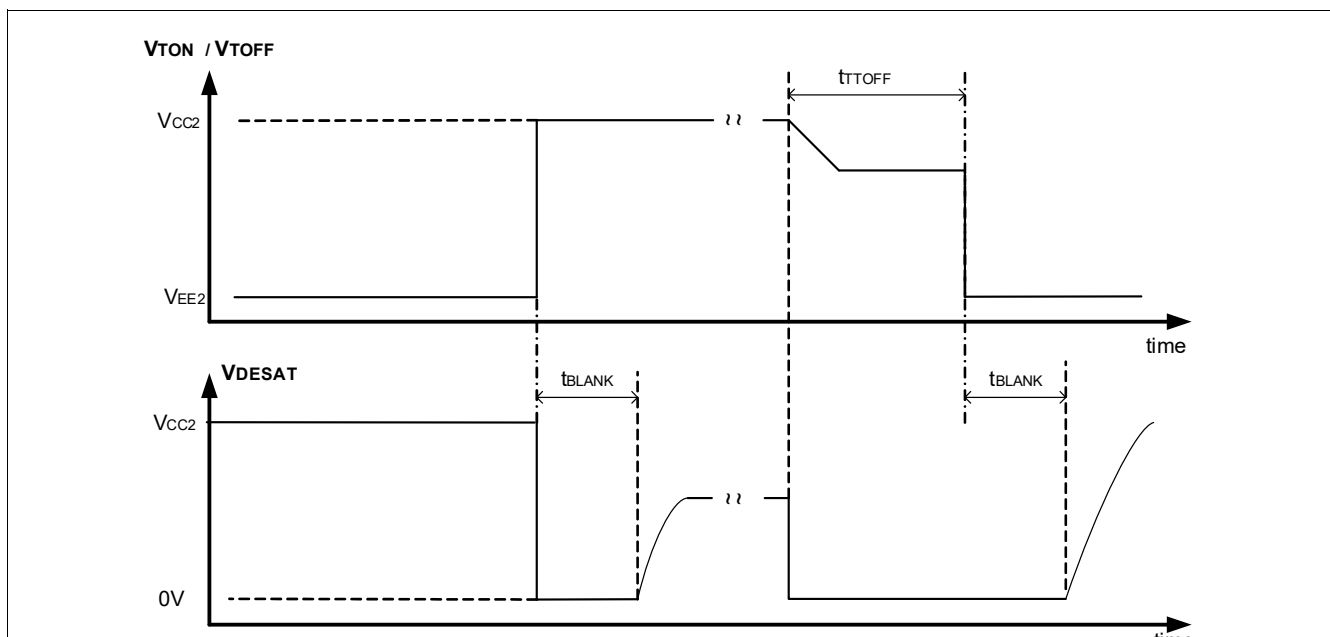 VTON / VTOFF
tTTOFF
VCC2
VEE2
time
VDESAT
tBLANK
tBLANK
VCC2
0V